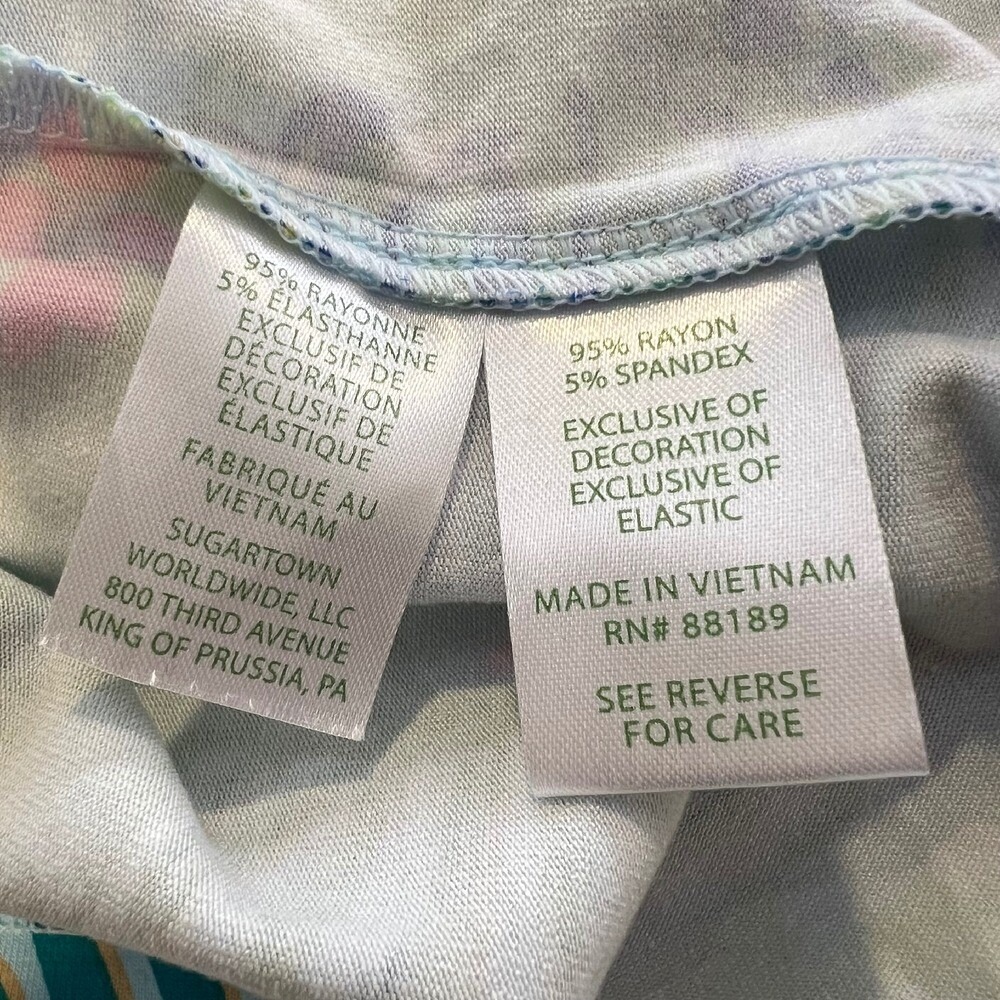 95% RAYONNE
5% ÉLASTHANNE
EXCLUSIF DE
DÉCORATION
EXCLUSIF DE
ÉLASTIQUE
FABRIQUÉ AU
VIETNAM
SUGARTOWN
WORLDWIDE, LLC
800 THIRD AVENUE
KING OF PRUSSIA, PA
95% RAYON
5% SPANDEX
EXCLUSIVE OF
DECORATION
EXCLUSIVE OF
ELASTIC
MADE IN VIETNAM
RN# 88189
SEE REVERSE
FOR CARE